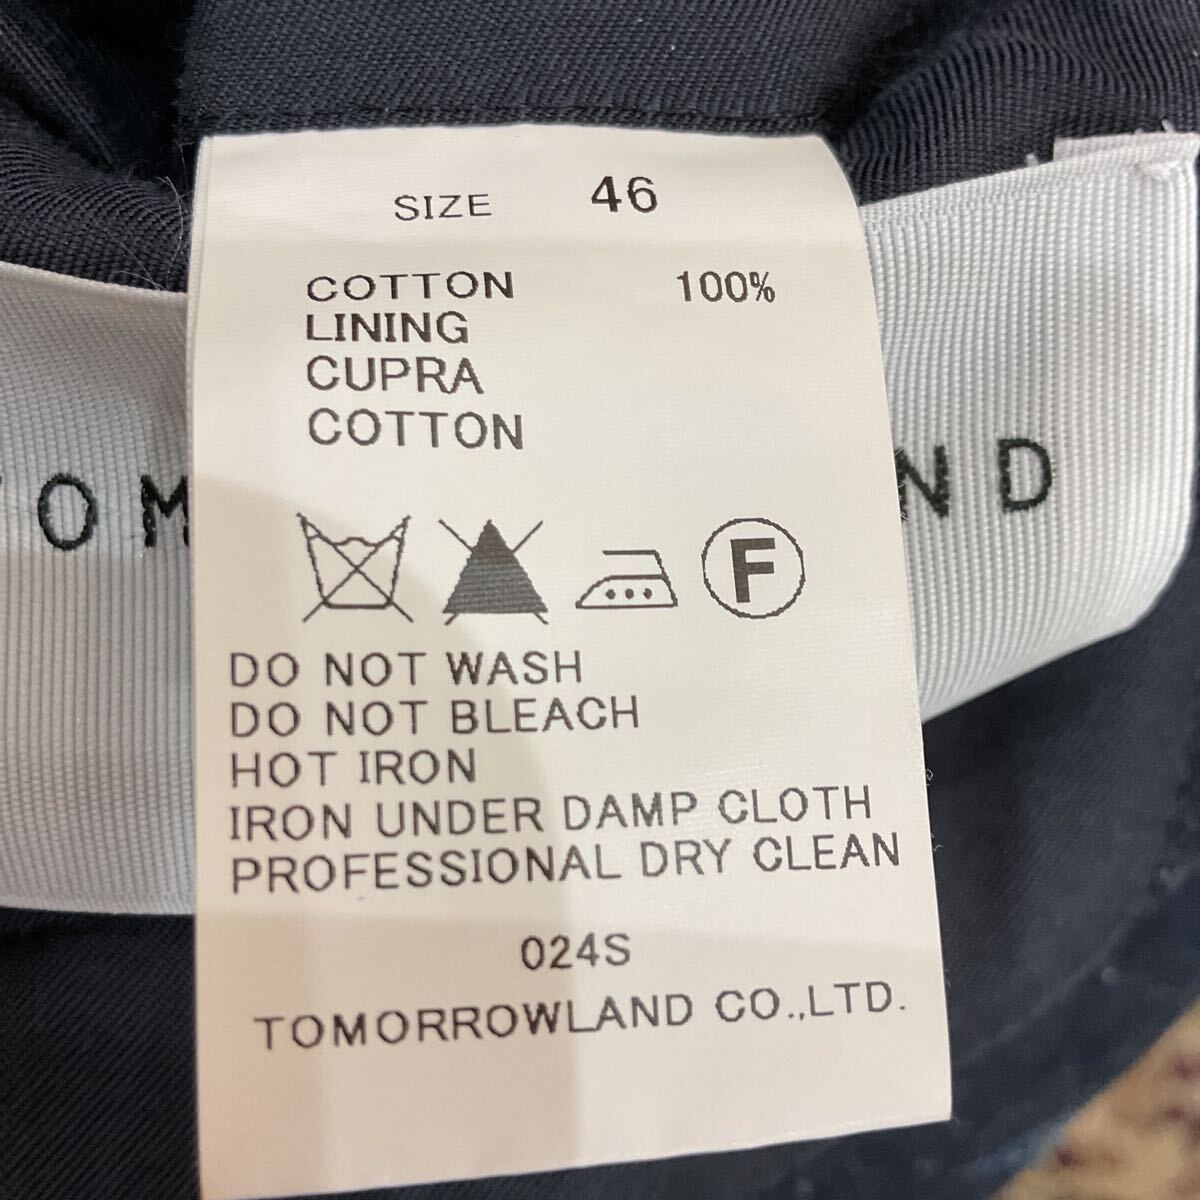 SIZE 46
COTTON 100%
LINING
CUPRA
COTTON
F
DO NOT WASH
DO NOT BLEACH
HOT IRON
IRON UNDER DAMP CLOTH
PROFESSIONAL DRY CLEAN
024S
TOMORROWLAND CO.,LTD.
TOM ND